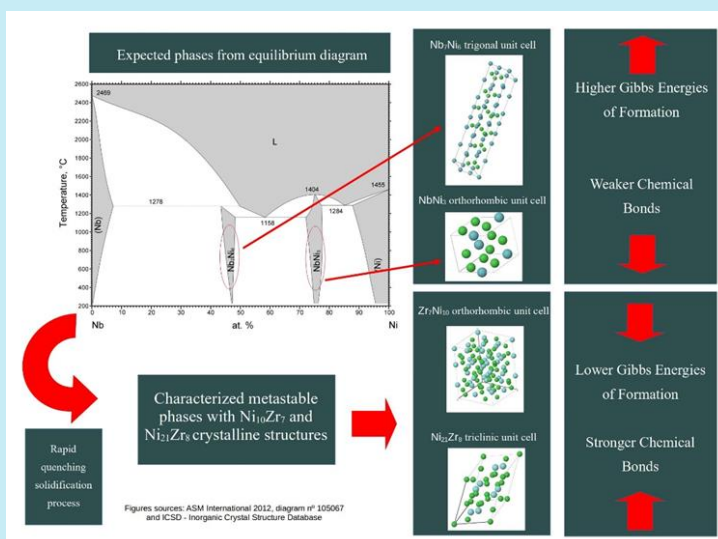 Expected phases from equilibrium diagram
2600
2400
2200
2000
1800
1600
1400
1200
1000
800
600
400
200
Temperature, °C
2469
L
1455
1404
1278
1284
1158
(Nb)
Nb₇Ni₆
NbNi₃
(Ni)
0 10 20 30 40 50 60 70 80 90 100
Nb at. % Ni
Nb₇Ni₆ trigonal unit cell
NbNi₃ orthorhombic unit cell
Higher Gibbs Energies
of Formation
Weaker Chemical
Bonds
Rapid
quenching
solidification
process
Characterized metastable
phases with Ni₁₀Zr₇ and
Ni₂₁Zr₈ crystalline structures
Zr₇Ni₁₀ orthorhombic unit cell
Ni₂₁Zr₈ triclinic unit cell
Lower Gibbs Energies
of Formation
Stronger Chemical
Bonds
Figures sources: ASM International 2012, diagram nº 105067
and ICSD - Inorganic Crystal Structure Database